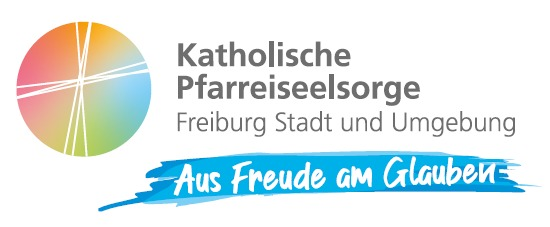 Katholische
Pfarreiseelsorge
Freiburg Stadt und Umgebung
Aus Freude am Glauben